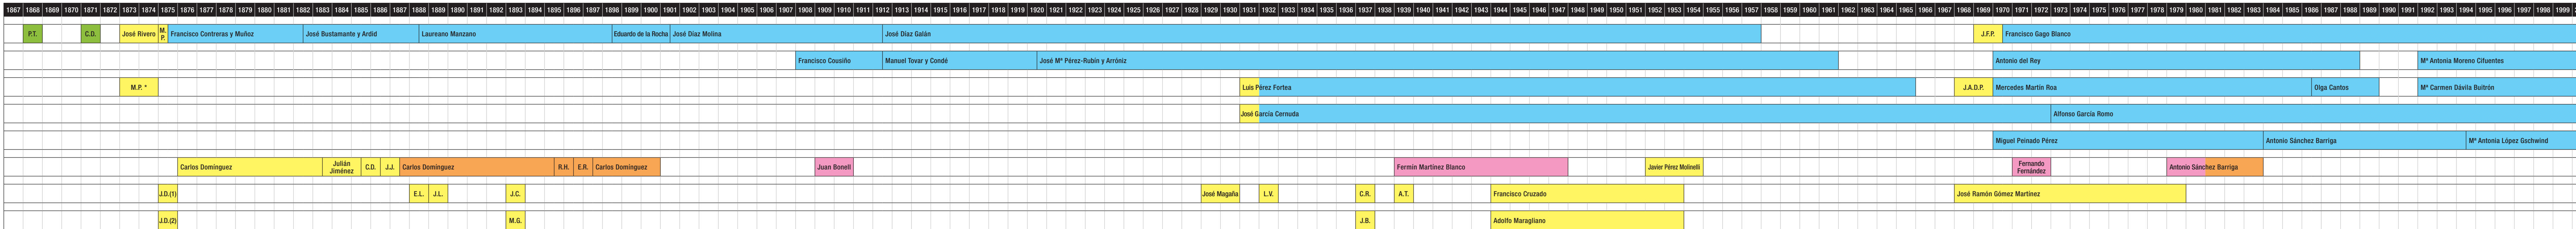 1867 1868 1869 1870 1871 1872 1873 1874 1875 1876 1877 1878 1879 1880 1881 1882 1883 1884 1885 1886 1887 1888 1889 1890 1891 1892 1893 1894 1895 1896 1897 1898 1899 1900 1901 1902 1903 1904 1905 1906 1907 1908 1909 1910 1911 1912 1913 1914 1915 1916 1917 1918 1919 1920 1921 1922 1923 1924 1925 1926 1927 1928 1929 1930 1931 1932 1933 1934 1935 1936 1937 1938 1939 1940 1941 1942 1943 1944 1945 1946 1947 1948 1949 1950 1951 1952 1953 1954 1955 1956 1957 1958 1959 1960 1961 1962 1963 1964 1965 1966 1967 1968 1969 1970 1971 1972 1973 1974 1975 1976 1977 1978 1979 1980 1981 1982 1983 1984 1985 1986 1987 1988 1989 1990 1991 1992 1993 1994 1995 1996 1997 1998 1999
P.T. C.D. José Rivero M. P. Francisco Contreras y Muñoz José Bustamante y Ardid Laureano Manzano Eduardo de la Rocha José Díaz Molina José Díaz Galán J.F.P. Francisco Gago Blanco
Francisco Cousiño Manuel Tovar y Condé José Mª Pérez-Rubín y Arróniz Antonio del Rey Mª Antonia Moreno Cifuentes
M.P. * Luis Pérez Fortea J.A.D.P. Mercedes Martín Roa Olga Cantos Mª Carmen Dávila Buitrón
José García Cernuda Alfonso García Romo
Miguel Peinado Pérez Antonio Sánchez Barriga Mª Antonia López Gschwind
Carlos Domínguez Julián Jiménez C.D. J.J. Carlos Domínguez R.H. E.R. Carlos Domínguez Juan Bonell Fermín Martínez Blanco Javier Pérez Molinelli Fernando Fernández Antonio Sánchez Barriga
J.D.(1) E.L. J.L. J.C. José Magaña L.V. C.R. A.T. Francisco Cruzado José Ramón Gómez Martínez
J.D.(2) M.G. J.B. Adolfo Maragliano